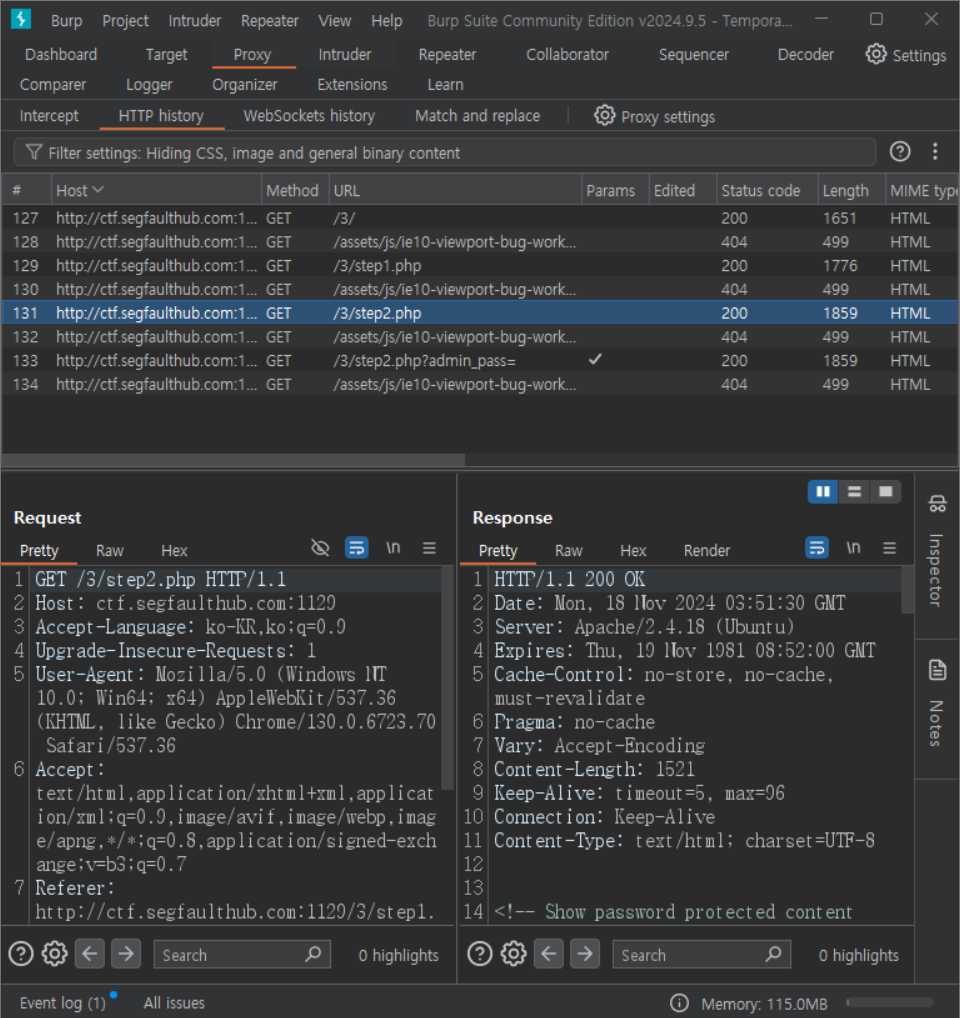 Burp Project Intruder Repeater View Help Burp Suite Community Edition v2024.9.5 - Tempora...
Dashboard Target Proxy Intruder Repeater Collaborator Sequencer Decoder Settings
Comparer Logger Organizer Extensions Learn
Intercept HTTP history WebSockets history Match and replace Proxy settings
Filter settings: Hiding CSS, image and general binary content
# Host Method URL Params Edited Status code Length MIME type
127 http://ctf.segfaulthub.com:1... GET /3/ 200 1651 HTML
128 http://ctf.segfaulthub.com:1... GET /assets/js/ie10-viewport-bug-work... 404 499 HTML
129 http://ctf.segfaulthub.com:1... GET /3/step1.php 200 1776 HTML
130 http://ctf.segfaulthub.com:1... GET /assets/js/ie10-viewport-bug-work... 404 499 HTML
131 http://ctf.segfaulthub.com:1... GET /3/step2.php 200 1859 HTML
132 http://ctf.segfaulthub.com:1... GET /assets/js/ie10-viewport-bug-work... 404 499 HTML
133 http://ctf.segfaulthub.com:1... GET /3/step2.php?admin_pass= ✓ 200 1859 HTML
134 http://ctf.segfaulthub.com:1... GET /assets/js/ie10-viewport-bug-work... 404 499 HTML
Request
Pretty Raw Hex \n
1 GET /3/step2.php HTTP/1.1
2 Host: ctf.segfaulthub.com:1129
3 Accept-Language: ko-KR,ko;q=0.9
4 Upgrade-Insecure-Requests: 1
5 User-Agent: Mozilla/5.0 (Windows NT
10.0; Win64; x64) AppleWebKit/537.36
(KHTML, like Gecko) Chrome/130.0.6723.70
Safari/537.36
6 Accept:
text/html,application/xhtml+xml,applicat
ion/xml;q=0.9,image/avif,image/webp,imag
e/apng,*/*;q=0.8,application/signed-exch
ange;v=b3;q=0.7
7 Referer:
http://ctf.segfaulthub.com:1129/3/step1.
Search 0 highlights
Response
Pretty Raw Hex Render \n
1 HTTP/1.1 200 OK
2 Date: Mon, 18 Nov 2024 03:51:30 GMT
3 Server: Apache/2.4.18 (Ubuntu)
4 Expires: Thu, 19 Nov 1981 08:52:00 GMT
5 Cache-Control: no-store, no-cache,
must-revalidate
6 Pragma: no-cache
7 Vary: Accept-Encoding
8 Content-Length: 1521
9 Keep-Alive: timeout=5, max=96
10 Connection: Keep-Alive
11 Content-Type: text/html; charset=UTF-8
12
13
14 <!-- Show password protected content
Search 0 highlights
Inspector
Notes
Event log (1) All issues Memory: 115.0MB